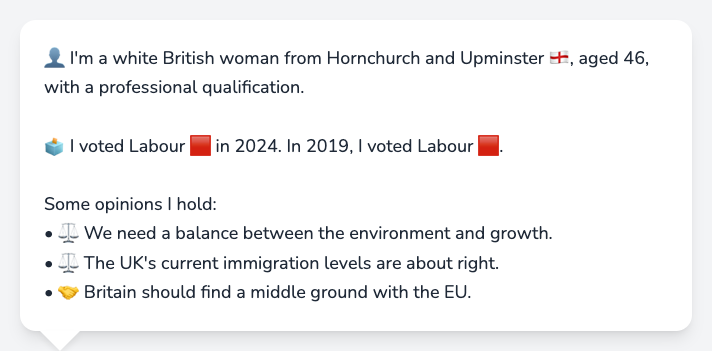 👤 I'm a white British woman from Hornchurch and Upminster 🏴󠁧󠁢󠁥󠁮󠁧󠁿, aged 46,
with a professional qualification.
🗳️ I voted Labour 🟥 in 2024. In 2019, I voted Labour 🟥.
Some opinions I hold:
• ⚖️ We need a balance between the environment and growth.
• ⚖️ The UK's current immigration levels are about right.
• 🤝 Britain should find a middle ground with the EU.